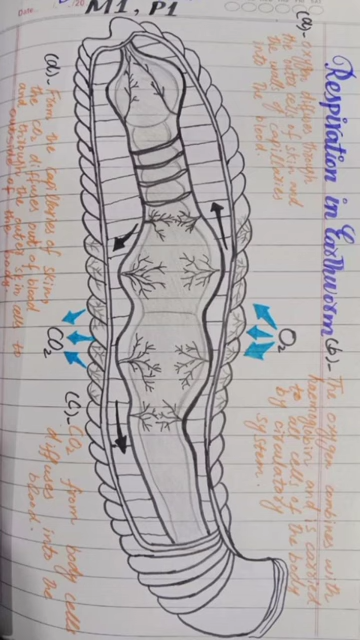 Date:
M1, P1
Respiration in Earthworm
(a)- oxygen diffuses through
the outer cells of skin and
the walls of capillaries
into the blood.
(b)- The oxygen combines with
haemoglobin and is carried
to all cells of the body
by circulatory
system.
O2
CO2
(c)- CO2 from body cells
diffuses into the
blood.
(d)- From the capillaries of skin,
the CO2 diffuses out of blood
and through the outer skin cells to
outside of the body.